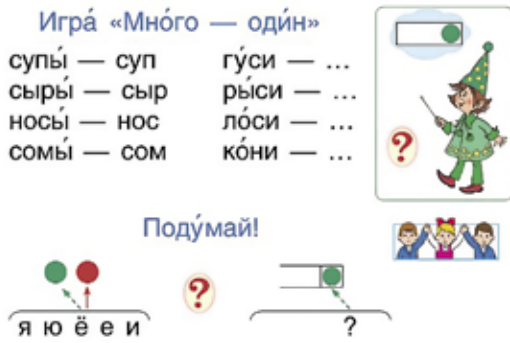 Игра́ «Мно́го — оди́н»
супы́ — суп гу́си — ...
сыры́ — сыр ры́си — ...
носы́ — нос ло́си — ...
сомы́ — сом ко́ни — ...
?
Поду́май!
?
я ю ё е и ?